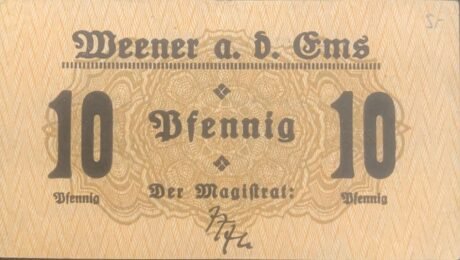 Weener a. d. Ems
10 Pfennig 10
Pfennig Der Magistrat: Pfennig